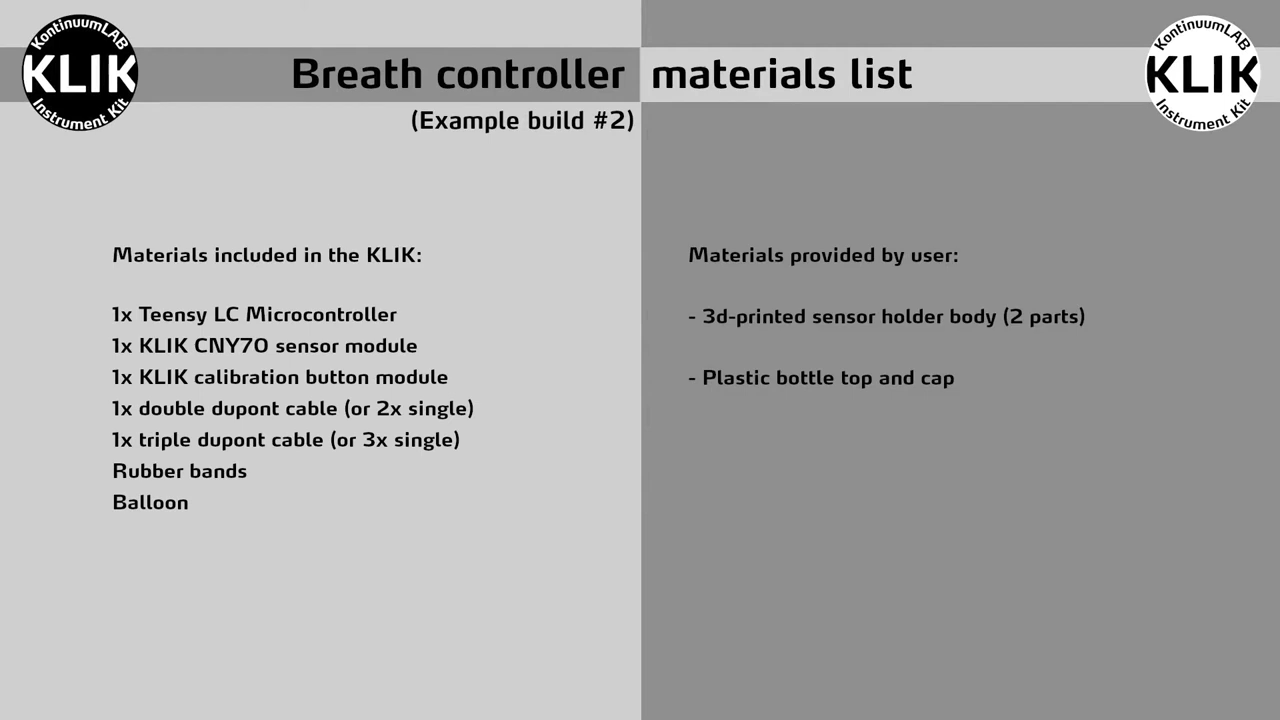 KontinuumLAB
KLIK
Instrument Kit
Breath controller materials list
(Example build #2)
KontinuumLAB
KLIK
Instrument Kit
Materials included in the KLIK:
1x Teensy LC Microcontroller
1x KLIK CNY70 sensor module
1x KLIK calibration button module
1x double dupont cable (or 2x single)
1x triple dupont cable (or 3x single)
Rubber bands
Balloon
Materials provided by user:
- 3d-printed sensor holder body (2 parts)
- Plastic bottle top and cap